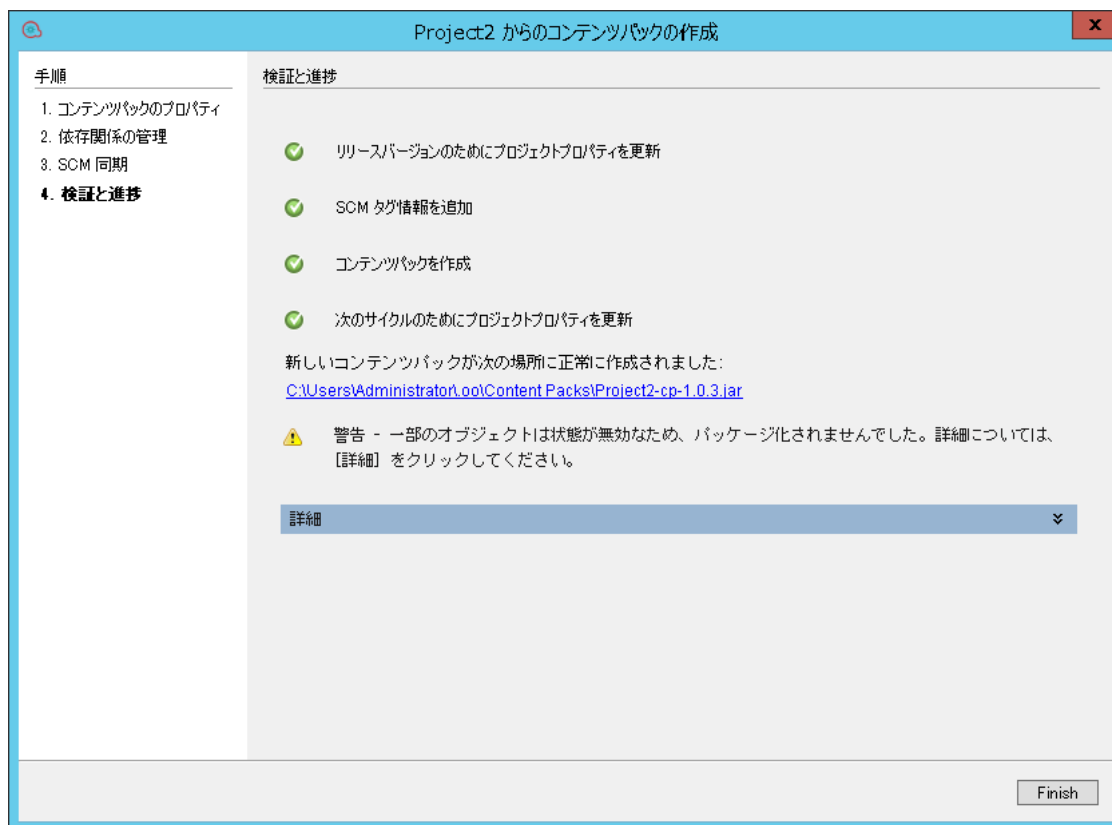 Project2 からのコンテンツパックの作成
x
手順
1. コンテンツパックのプロパティ
2. 依存関係の管理
3. SCM 同期
4. 検証と進捗
検証と進捗
リリースバージョンのためにプロジェクトプロパティを更新
SCM タグ情報を追加
コンテンツパックを作成
次のサイクルのためにプロジェクトプロパティを更新
新しいコンテンツパックが次の場所に正常に作成されました:
C:\Users\Administrator\.oo\Content Packs\Project2-cp-1.0.3.jar
警告 - 一部のオブジェクトは状態が無効なため、パッケージ化されませんでした。詳細については、
[詳細] をクリックしてください。
詳細
Finish